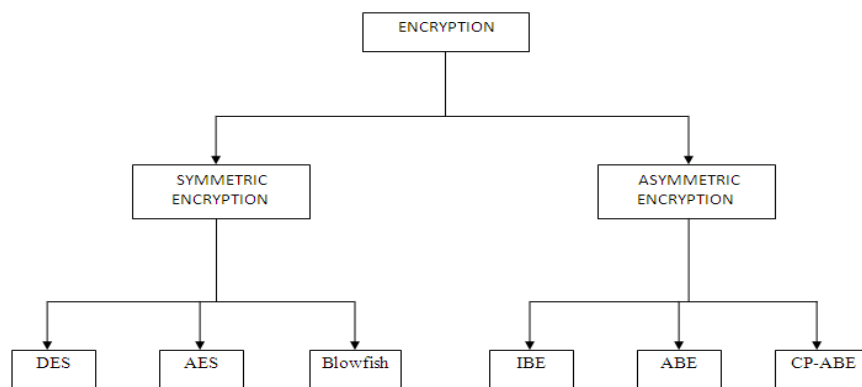 ENCRYPTION
SYMMETRIC
ENCRYPTION
ASYMMETRIC
ENCRYPTION
DES
AES
Blowfish
IBE
ABE
CP-ABE